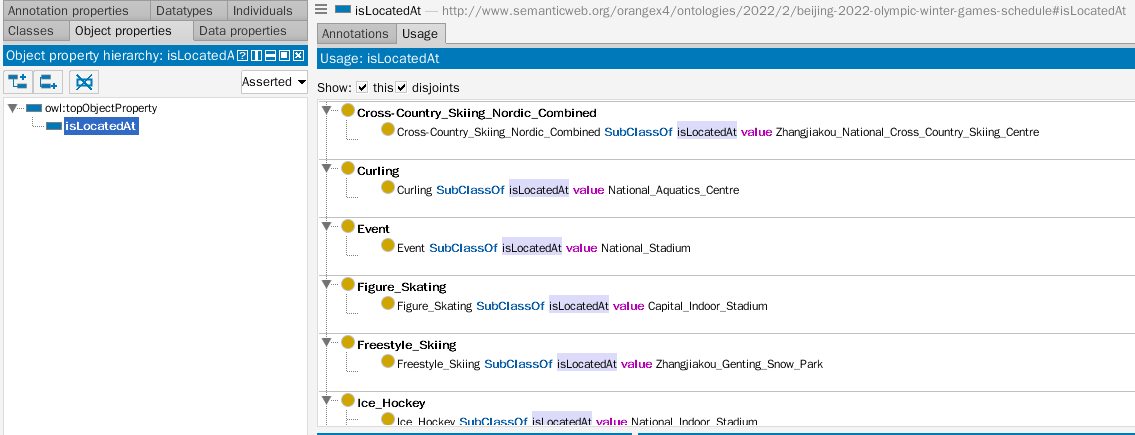 Annotation properties Datatypes Individuals
Classes Object properties Data properties
Object property hierarchy: isLocatedA
Asserted
owl:topObjectProperty
isLocatedAt
isLocatedAt — http://www.semanticweb.org/orangex4/ontologies/2022/2/beijing-2022-olympic-winter-games-schedule#isLocatedAt
Annotations Usage
Usage: isLocatedAt
Show: this disjoints
Cross-Country_Skiing_Nordic_Combined
Cross-Country_Skiing_Nordic_Combined SubClassOf isLocatedAt value Zhangjiakou_National_Cross_Country_Skiing_Centre
Curling
Curling SubClassOf isLocatedAt value National_Aquatics_Centre
Event
Event SubClassOf isLocatedAt value National_Stadium
Figure_Skating
Figure_Skating SubClassOf isLocatedAt value Capital_Indoor_Stadium
Freestyle_Skiing
Freestyle_Skiing SubClassOf isLocatedAt value Zhangjiakou_Genting_Snow_Park
Ice_Hockey
Ice_Hockey SubClassOf isLocatedAt value National_Indoor_Stadium